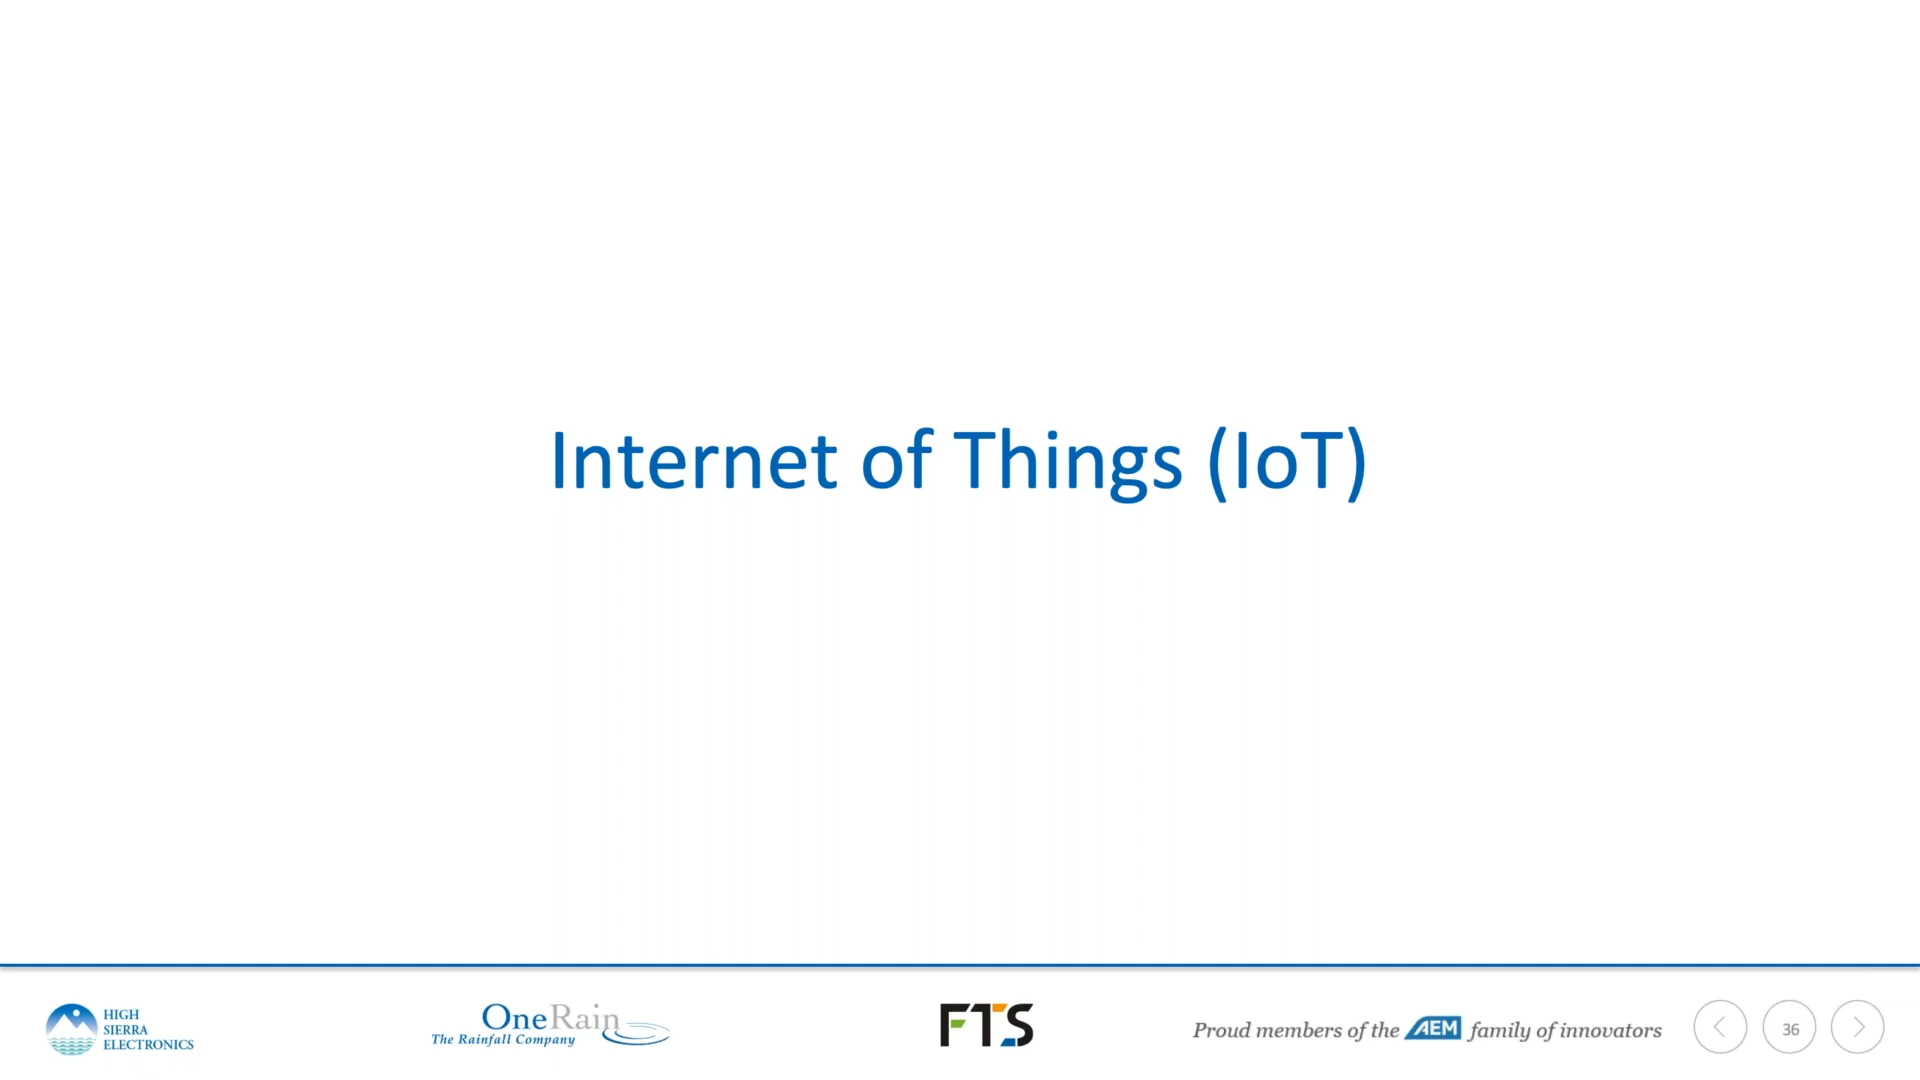 Internet of Things (IoT)
HIGH
SIERRA
ELECTRONICS
OneRain
The Rainfall Company
FTS
Proud members of the AEM family of innovators
36